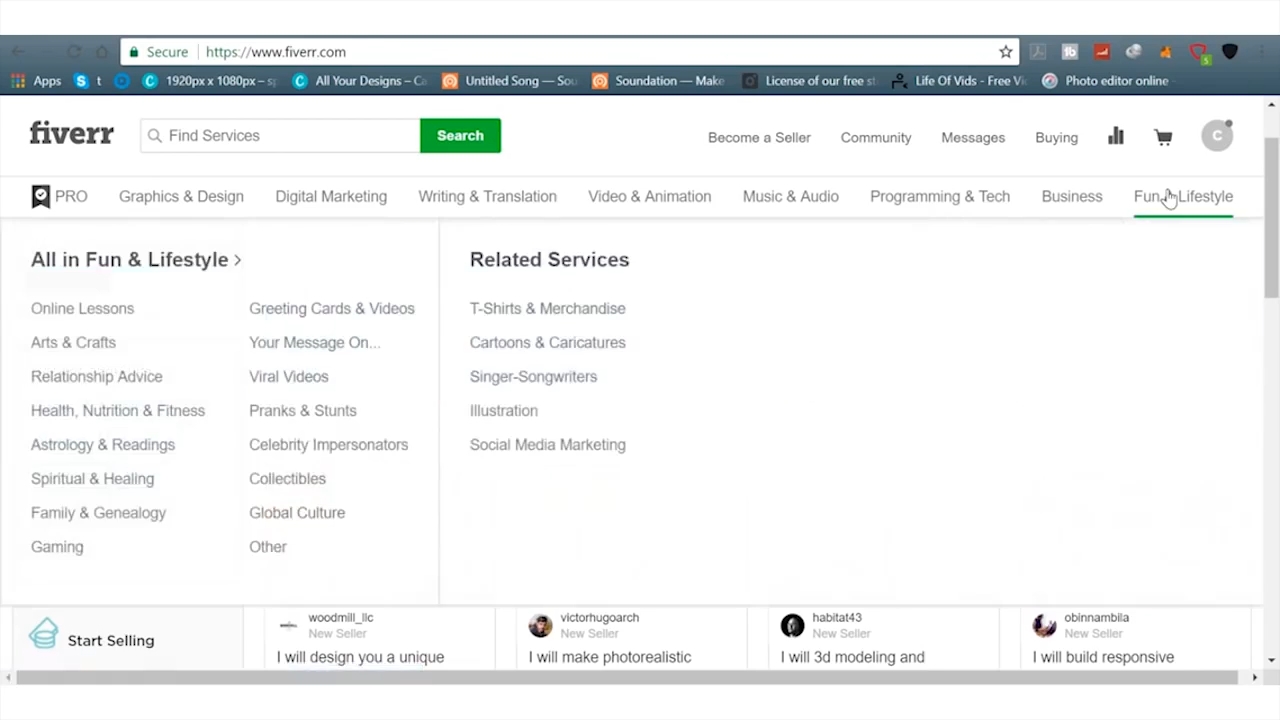 Secure https://www.fiverr.com
Apps t 1920px x 1080px – sp All Your Designs – Ca Untitled Song — Sou Soundation — Make License of our free st Life Of Vids - Free Vi Photo editor online
fiverr Find Services Search Become a Seller Community Messages Buying C
PRO Graphics & Design Digital Marketing Writing & Translation Video & Animation Music & Audio Programming & Tech Business Fun & Lifestyle
All in Fun & Lifestyle > Related Services
Online Lessons Greeting Cards & Videos T-Shirts & Merchandise
Arts & Crafts Your Message On... Cartoons & Caricatures
Relationship Advice Viral Videos Singer-Songwriters
Health, Nutrition & Fitness Pranks & Stunts Illustration
Astrology & Readings Celebrity Impersonators Social Media Marketing
Spiritual & Healing Collectibles
Family & Genealogy Global Culture
Gaming Other
woodmill_llc victorhugoarch habitat43 obinnambila
New Seller New Seller New Seller New Seller
Start Selling
I will design you a unique I will make photorealistic I will 3d modeling and I will build responsive